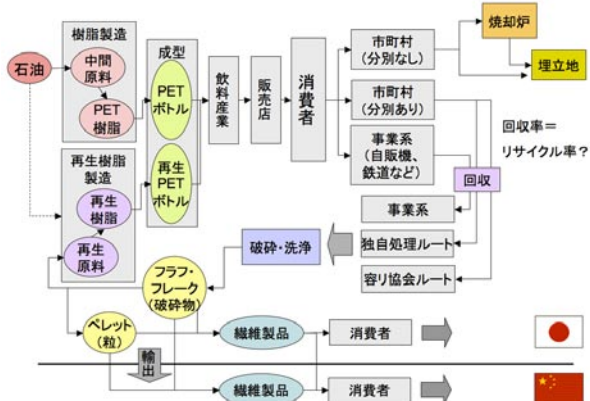 樹脂製造
石油
中間
原料
PET
樹脂
成型
PET
ボトル
再生
PET
ボトル
再生樹脂
製造
再生
樹脂
再生
原料
飲料産業
販売店
消費者
市町村
(分別なし)
市町村
(分別あり)
事業系
(自販機、
鉄道など)
焼却炉
埋立地
回収率＝
リサイクル率？
回収
事業系
独自処理ルート
容リ協会ルート
破砕・洗浄
フラフ・
フレーク
(破砕物)
ペレット
(粒)
繊維製品
消費者
輸出
繊維製品
消費者